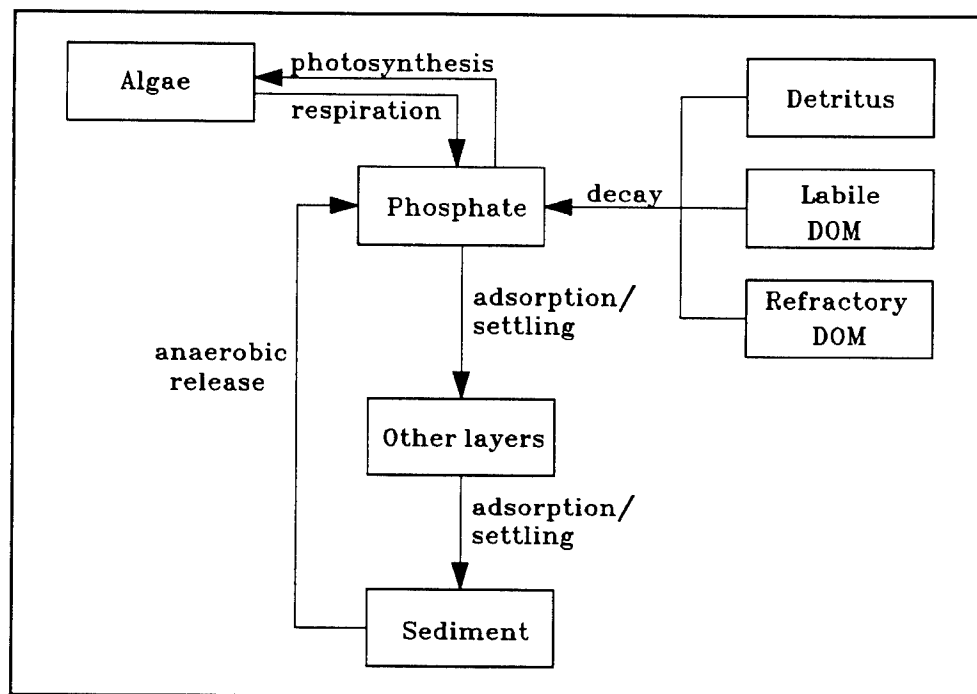 Algae
photosynthesis
respiration
Detritus
Phosphate
decay
Labile
DOM
Refractory
DOM
adsorption/
settling
anaerobic
release
Other layers
adsorption/
settling
Sediment